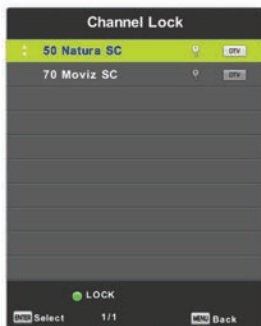 Channel Lock
50 Natura SC DTV
70 Moviz SC DTV
LOCK
ENTER Select 1/1 MENU Back